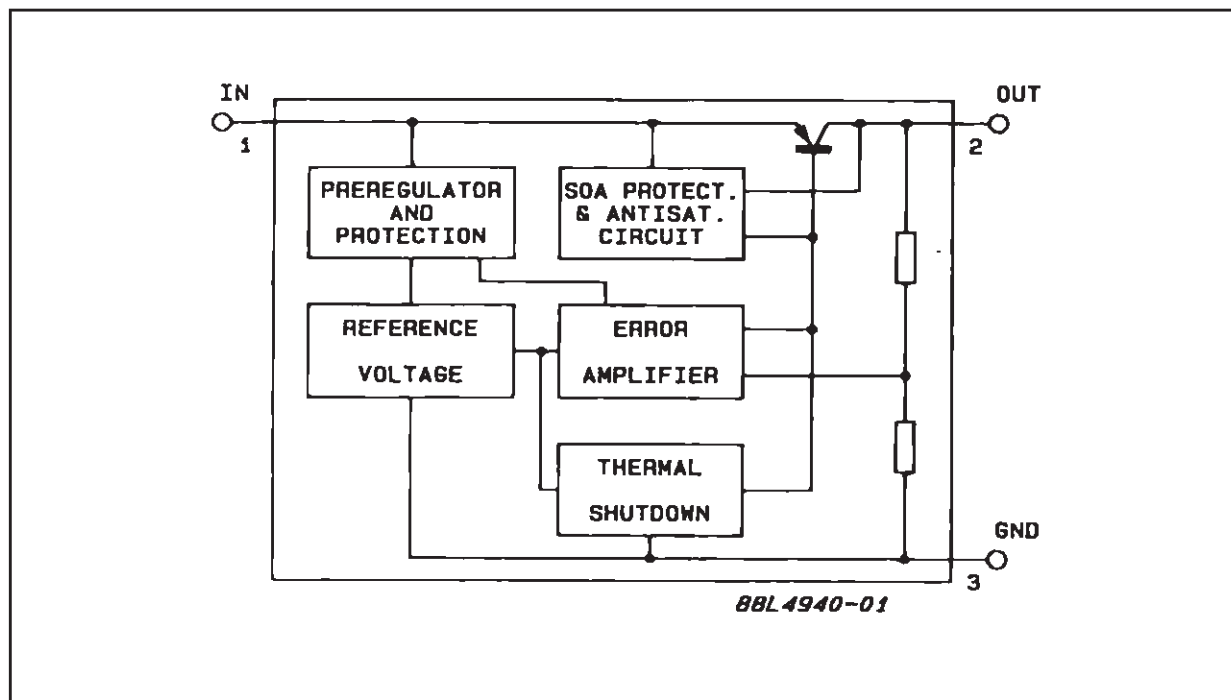 IN
OUT
1
2
PREREGULATOR
AND
PROTECTION
SOA PROTECT.
& ANTISAT.
CIRCUIT
REFERENCE
VOLTAGE
ERROR
AMPLIFIER
THERMAL
SHUTDOWN
GND
3
88L4940-01